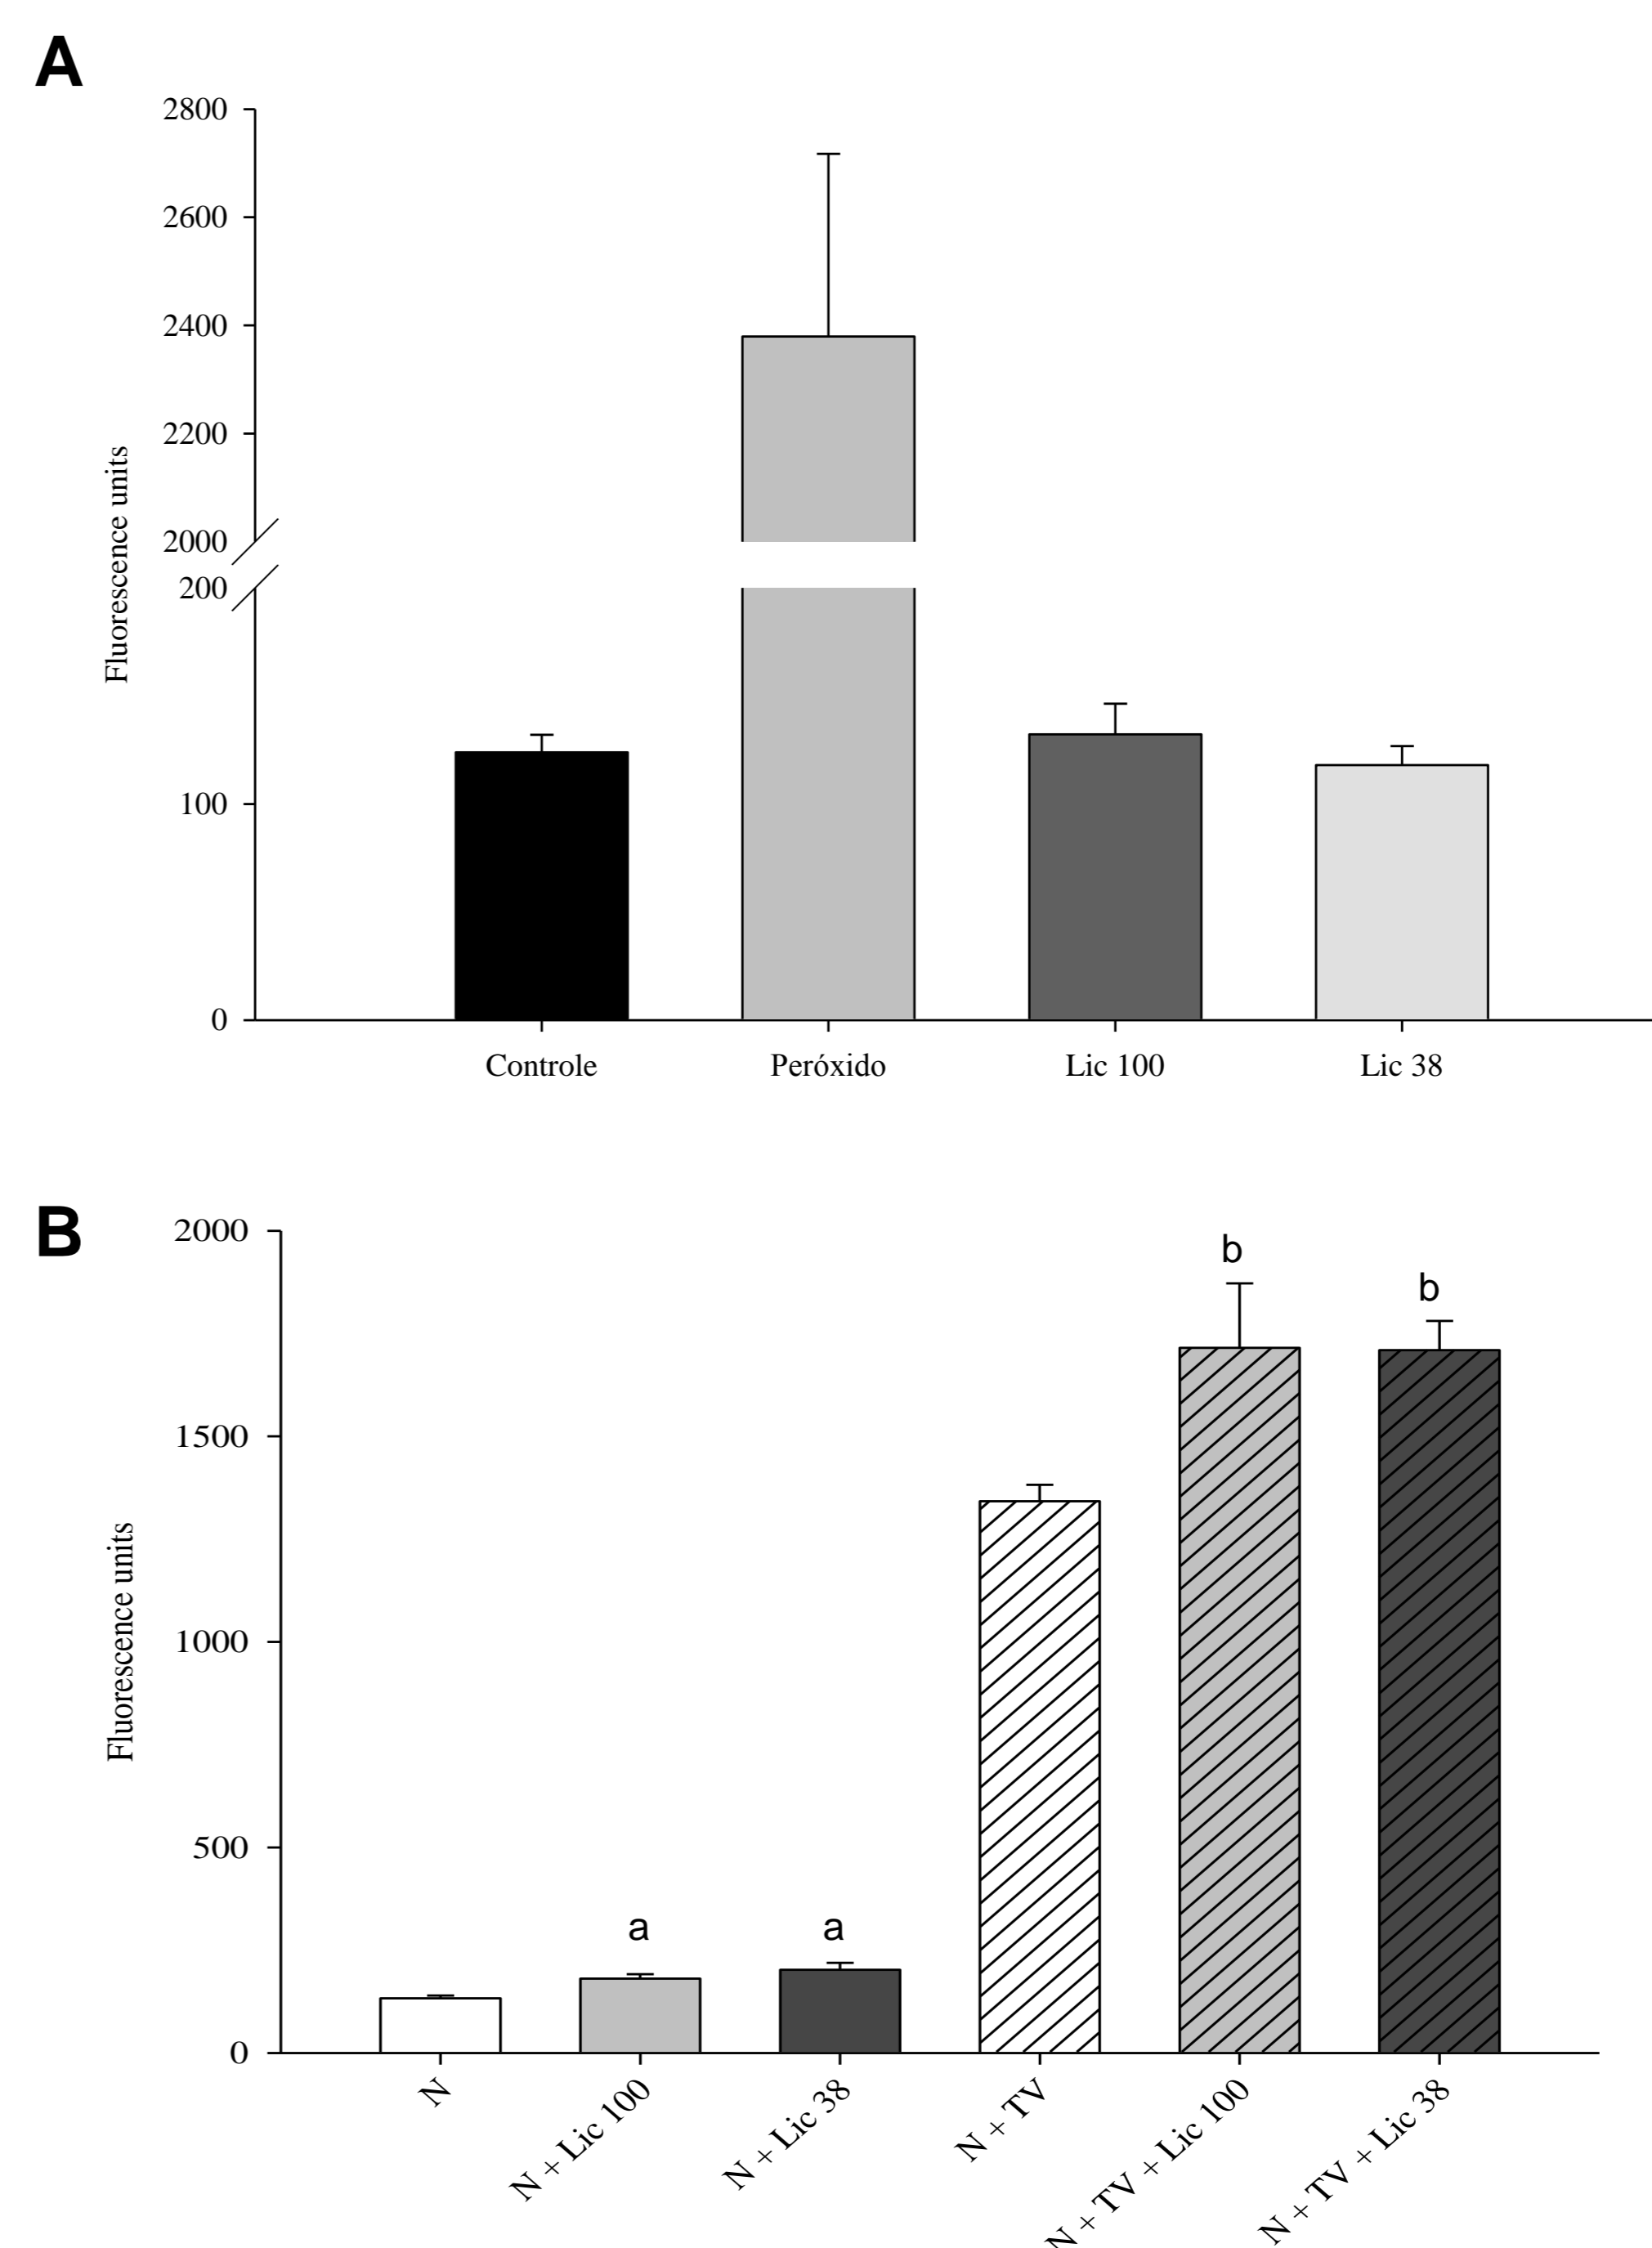 A
2800
2600
2400
2200
2000
200
100
0
Fluorescence units
Controle Peróxido Lic 100 Lic 38
B
2000
1500
1000
500
0
Fluorescence units
b
b
a
a
N
N + Lic 100
N + Lic 38
N + TV
N + TV + Lic 100
N + TV + Lic 38